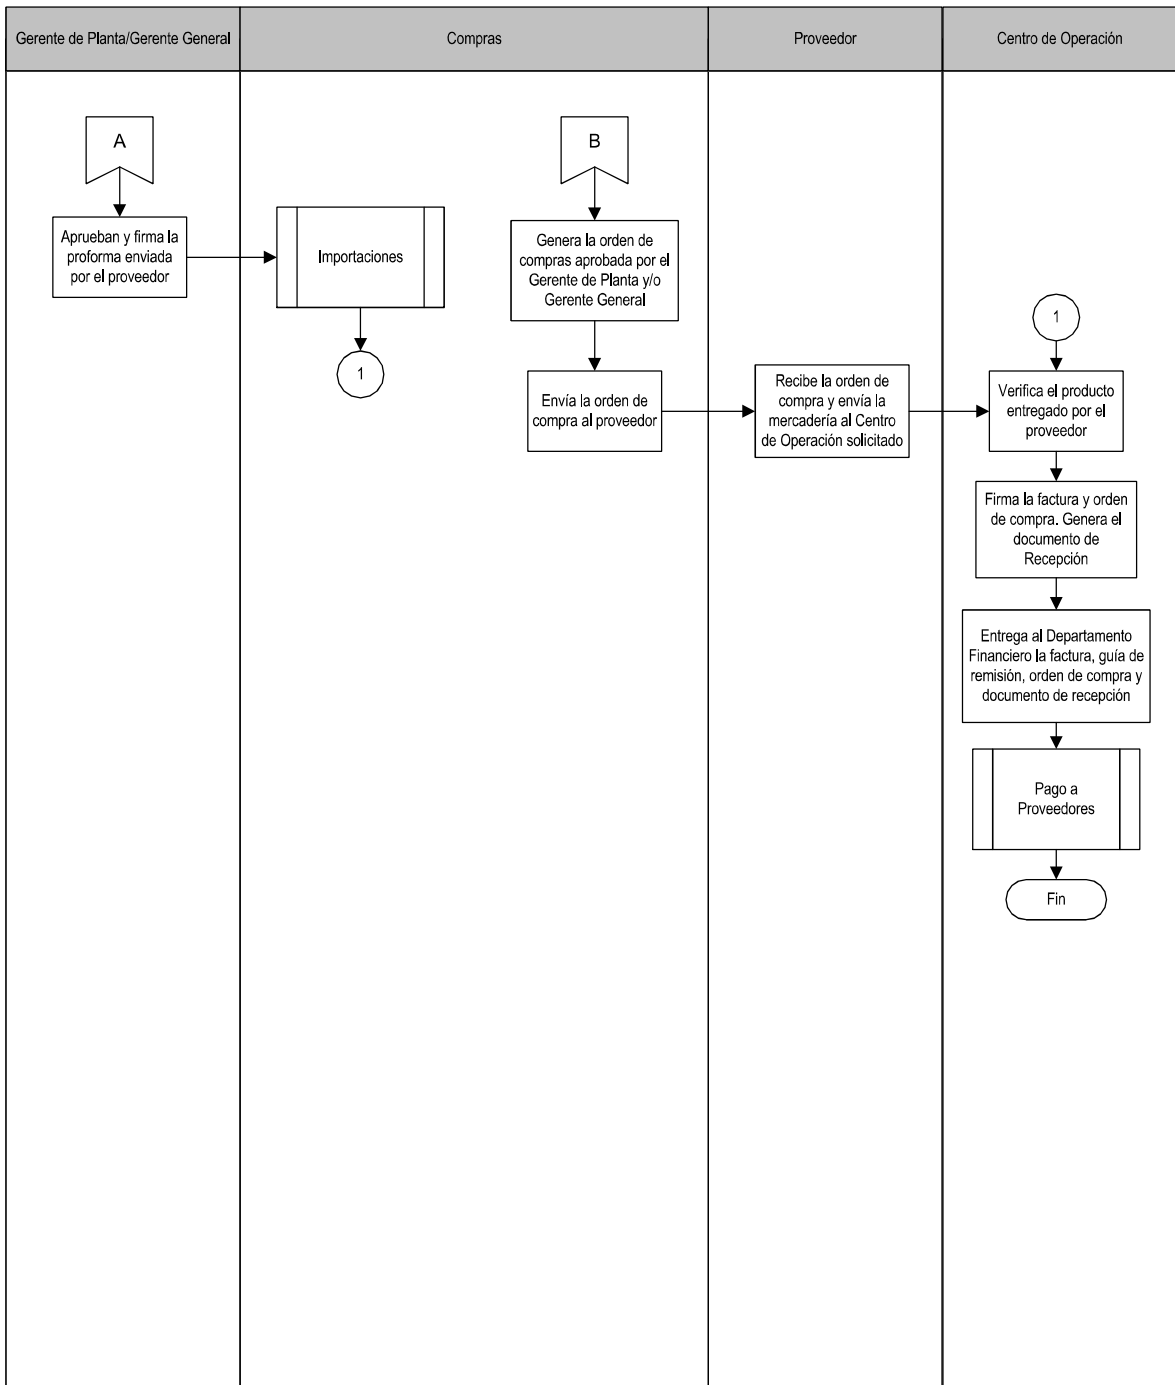 Gerente de Planta/Gerente General
Compras
Proveedor
Centro de Operación
A
B
Aprueban y firma la
proforma enviada
por el proveedor
Importaciones
Genera la orden de
compras aprobada por el
Gerente de Planta y/o
Gerente General
1
1
Envía la orden de
compra al proveedor
Recibe la orden de
compra y envía la
mercadería al Centro
de Operación solicitado
Verifica el producto
entregado por el
proveedor
Firma la factura y orden
de compra. Genera el
documento de
Recepción
Entrega al Departamento
Financiero la factura, guía de
remisión, orden de compra y
documento de recepción
Pago a
Proveedores
Fin